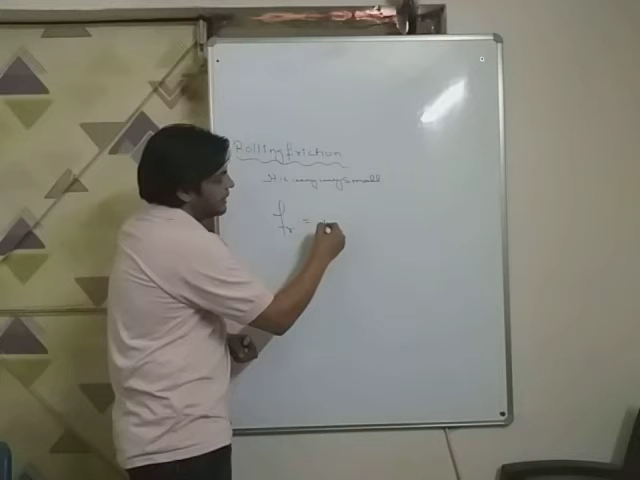 Rolling friction
It is very very small
fr =